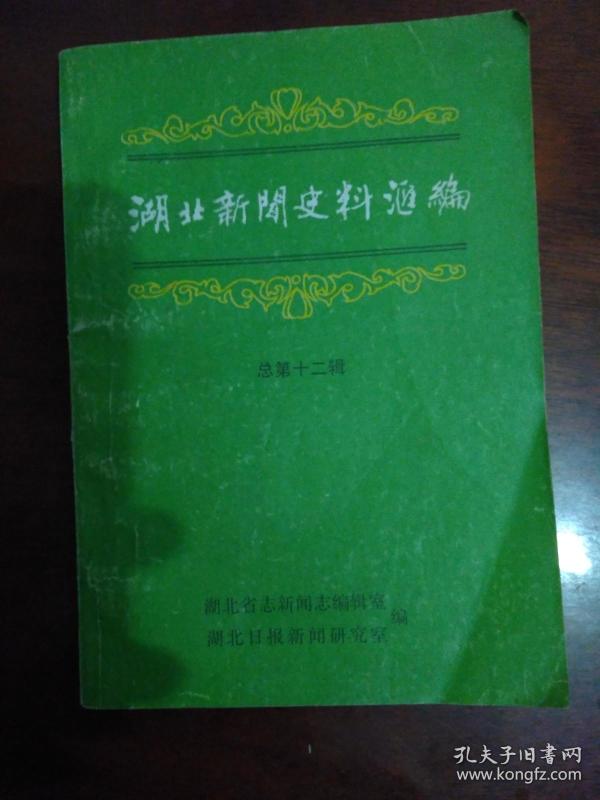 湖北新聞史料滙編
总第十二辑
湖北省志新闻志编辑室
湖北日报新闻研究室
编
孔夫子旧书网
www.kongfz.com